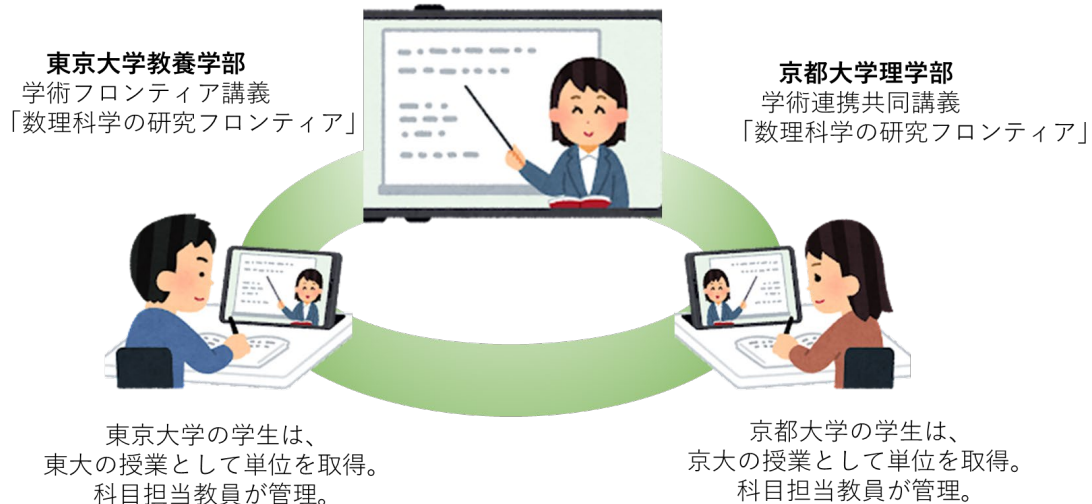 東京大学教養学部
学術フロンティア講義
「数理科学の研究フロンティア」
京都大学理学部
学術連携共同講義
「数理科学の研究フロンティア」
東京大学の学生は、
東大の授業として単位を取得。
科目担当教員が管理。
京都大学の学生は、
京大の授業として単位を取得。
科目担当教員が管理。